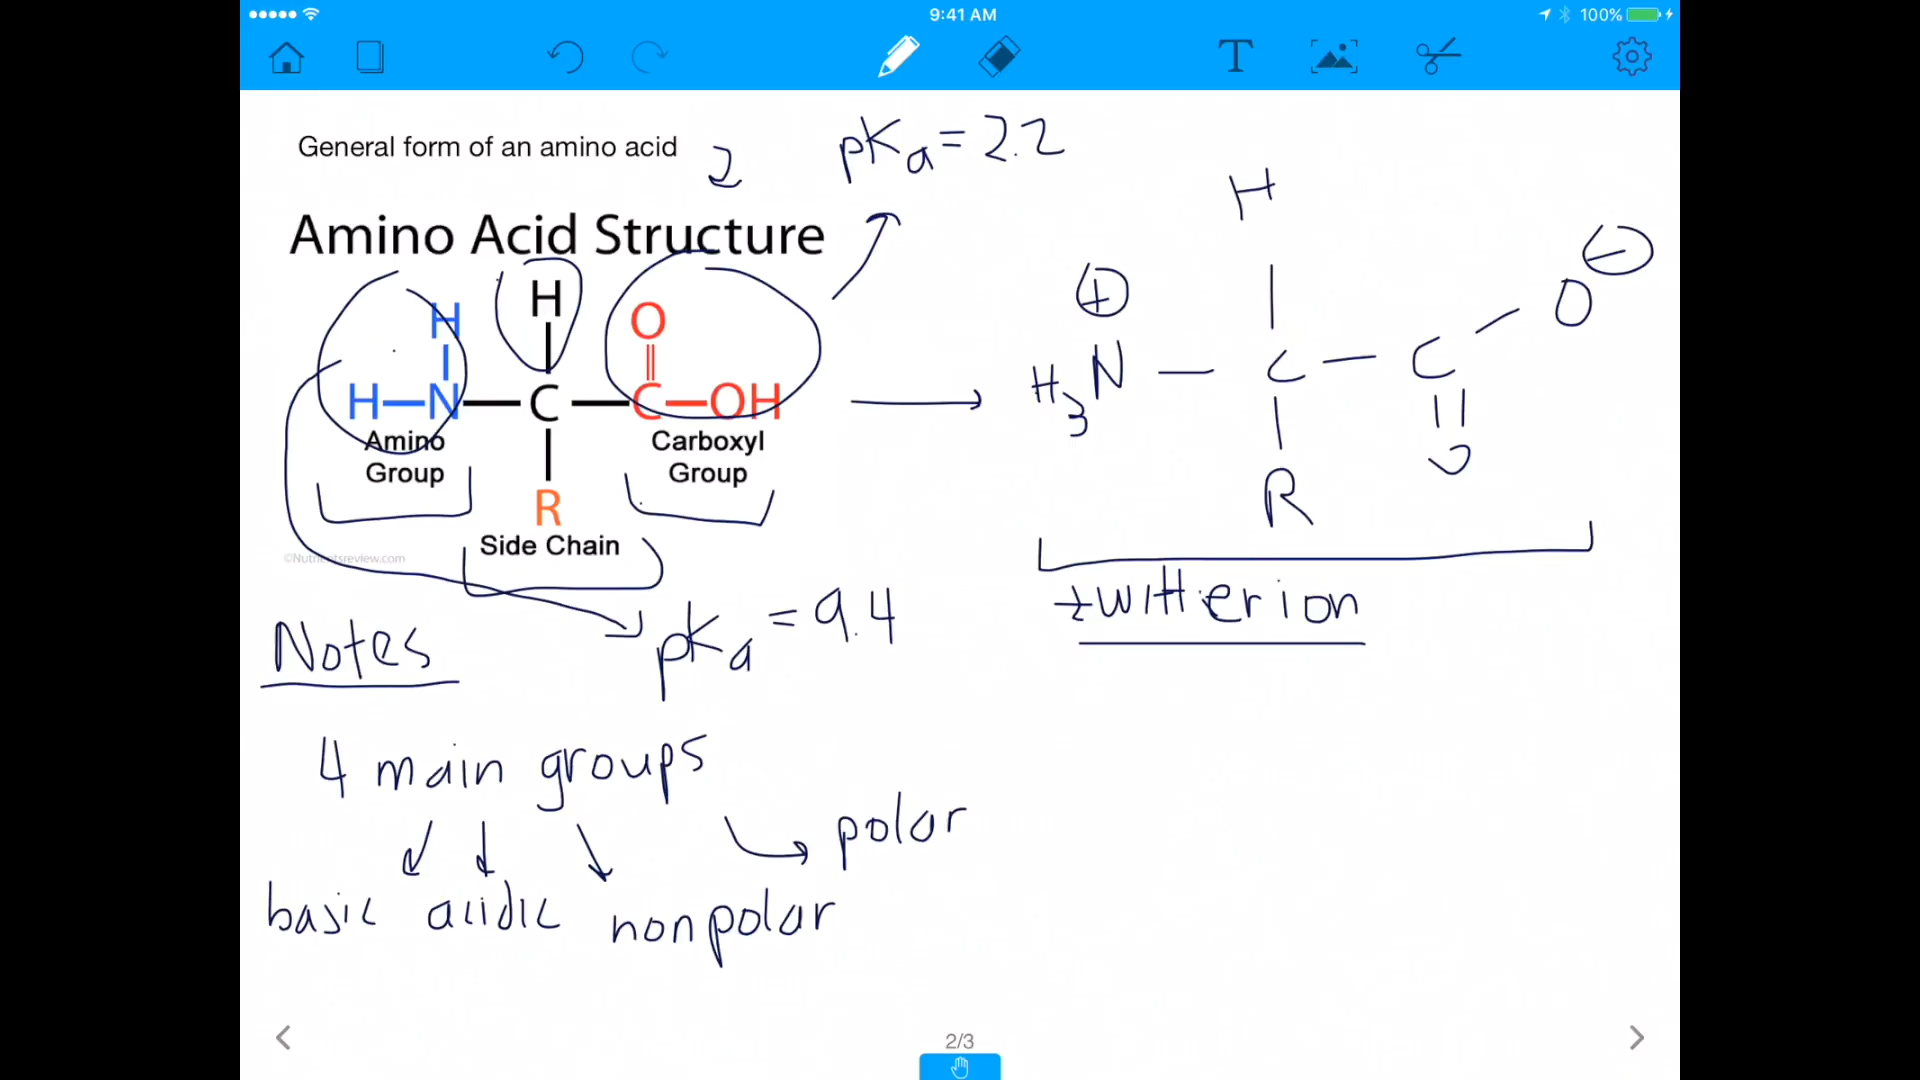 9:41 AM
100%
T
General form of an amino acid
2
pKa = 2.2
Amino Acid Structure
H
H
O
H N C C OH
Amino
Group
Carboxyl
Group
R
Side Chain
©Nutrientsreview.com
pKa = 9.4
H
+
−
O
H3N — C — C
O
R
zwitterion
Notes
4 main groups
polar
basic acidic nonpolar
2/3